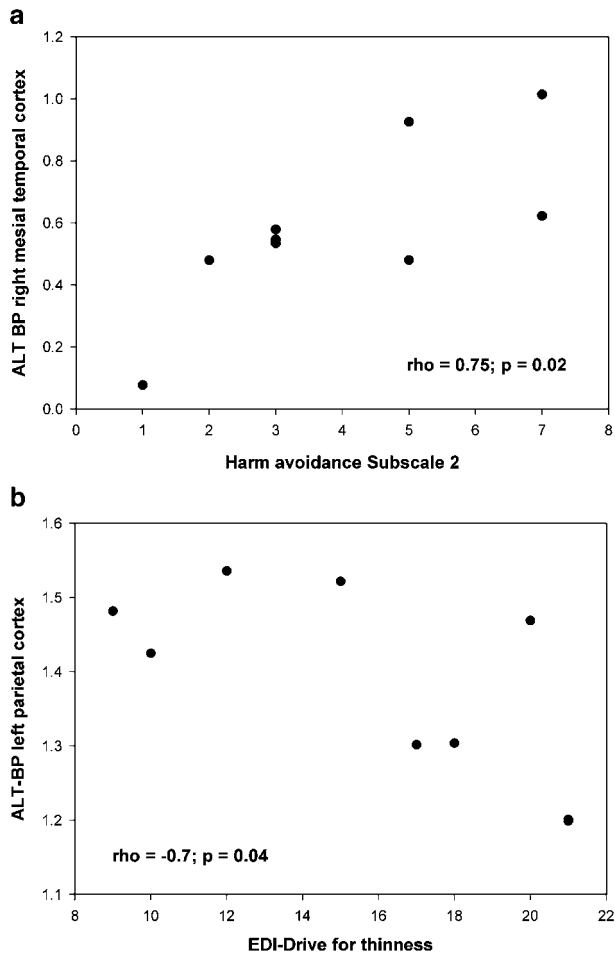 a
ALT BP right mesial temporal cortex
1.2
1.0
0.8
0.6
0.4
0.2
0.0
rho = 0.75; p = 0.02
0 1 2 3 4 5 6 7 8
Harm avoidance Subscale 2
b
ALT-BP left parietal cortex
1.6
1.5
1.4
1.3
1.2
1.1
rho = -0.7; p = 0.04
8 10 12 14 16 18 20 22
EDI-Drive for thinness